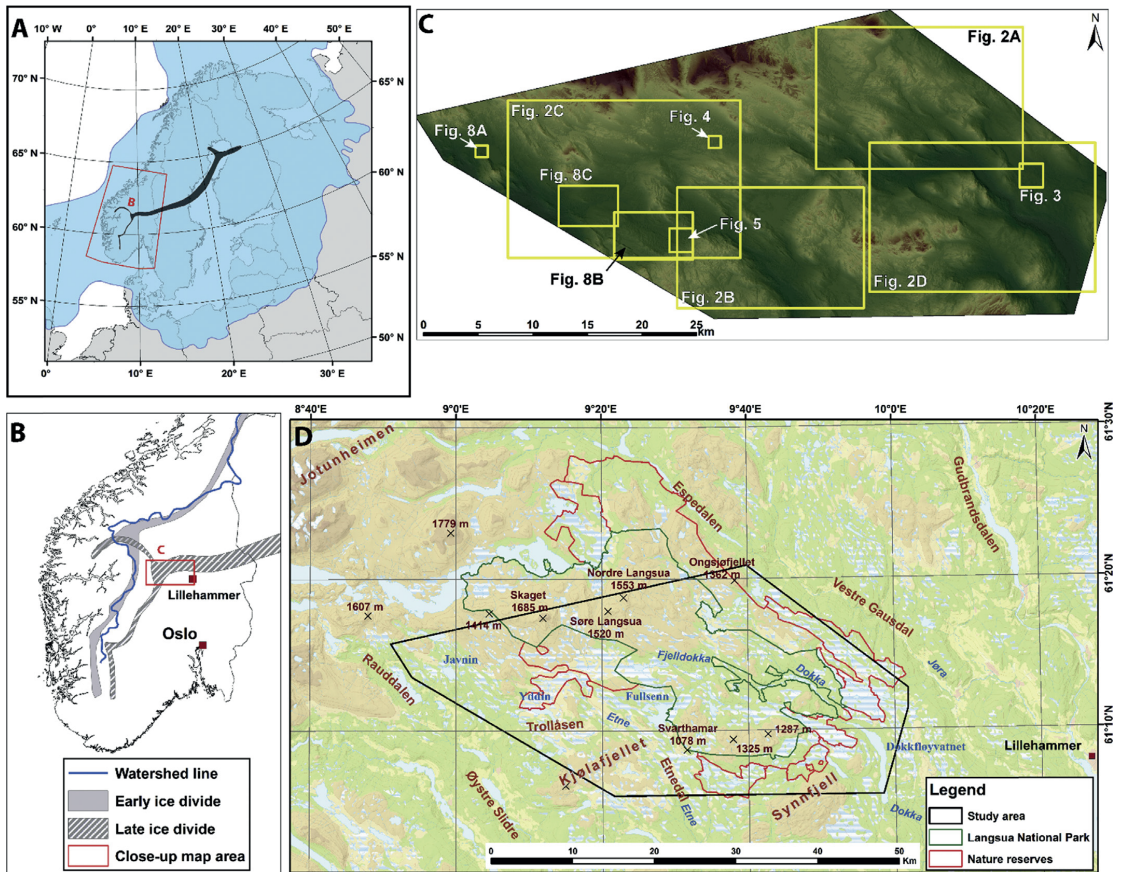 A
10° W 0° 10° E 20° E 30° E 40° E
70° N
65° N
60° N
55° N
65° N
60° N
55° N
50° N
0° 10° E 20° E 30° E
B
C
N
Fig. 2A
Fig. 2C
Fig. 4
Fig. 8A
Fig. 8C
Fig. 3
Fig. 5
Fig. 8B
Fig. 2B
Fig. 2D
0 5 10 15 20 25
km
B
C
Lillehammer
Oslo
Watershed line
Early ice divide
Late ice divide
Close-up map area
D
8°40' 9°0' 9°20' 9°40' 10°0' 10°20'
61°30'N
61°20'N
61°10'N
N
Jotunheimen
Espedalen
Gudbrandsdalen
1779 m
Ongsjøfjellet
1362 m
Nordre Langsua
1553 m
Skaget
1685 m
1607 m
1414 m
Søre Langsua
1520 m
Vestre Gausdal
Javnin
Fjelldokka
Dokka
Jøra
Rauddalen
Yddin
Fullsenn
Trollåsen
Etne
Svarthamar
1078 m
1287 m
1325 m
Dokkfløyvatnet
Lillehammer
Kjølafjellet
Etnedal
Etne
Synnfjell
Øystre Slidre
Dokka
Legend
Study area
Langsua National Park
Nature reserves
0 10 20 30 40 50
Km